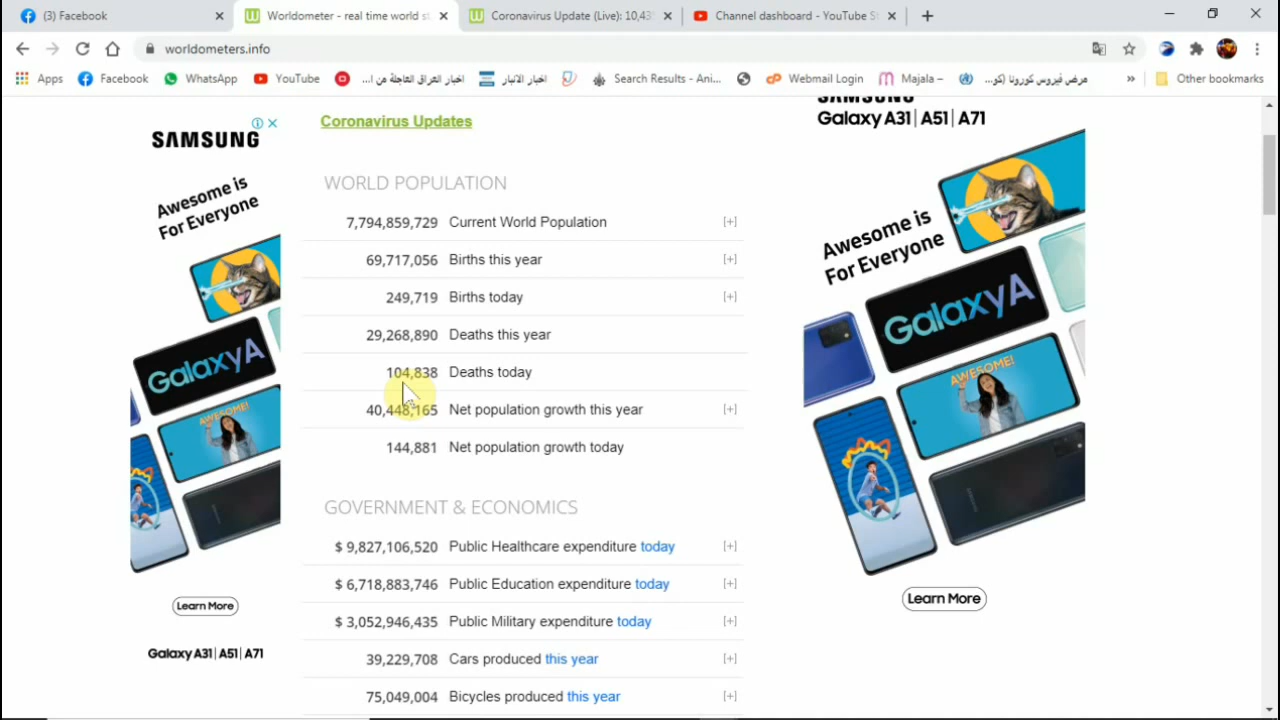 (3) Facebook
Worldometer - real time world st
Coronavirus Update (Live): 10,43
Channel dashboard - YouTube S
worldometers.info
Apps
Facebook
WhatsApp
YouTube
اخبار العراق العاجلة من ا...
اخبار الانبار
Search Results - Ani...
Webmail Login
Majala –
عرض فيروس كورونا (كو...
»
Other bookmarks
SAMSUNG
Awesome is
For Everyone
GalaxyA
AWESOME!
Learn More
Galaxy A31 | A51 | A71
Coronavirus Updates
WORLD POPULATION
7,794,859,729 Current World Population [+]
69,717,056 Births this year [+]
249,719 Births today [+]
29,268,890 Deaths this year
104,838 Deaths today
40,448,165 Net population growth this year [+]
144,881 Net population growth today
GOVERNMENT & ECONOMICS
$ 9,827,106,520 Public Healthcare expenditure today [+]
$ 6,718,883,746 Public Education expenditure today [+]
$ 3,052,946,435 Public Military expenditure today [+]
39,229,708 Cars produced this year [+]
75,049,004 Bicycles produced this year [+]
SAMSUNG
Galaxy A31 | A51 | A71
Awesome is
For Everyone
GalaxyA
AWESOME!
SAMSUNG
Learn More